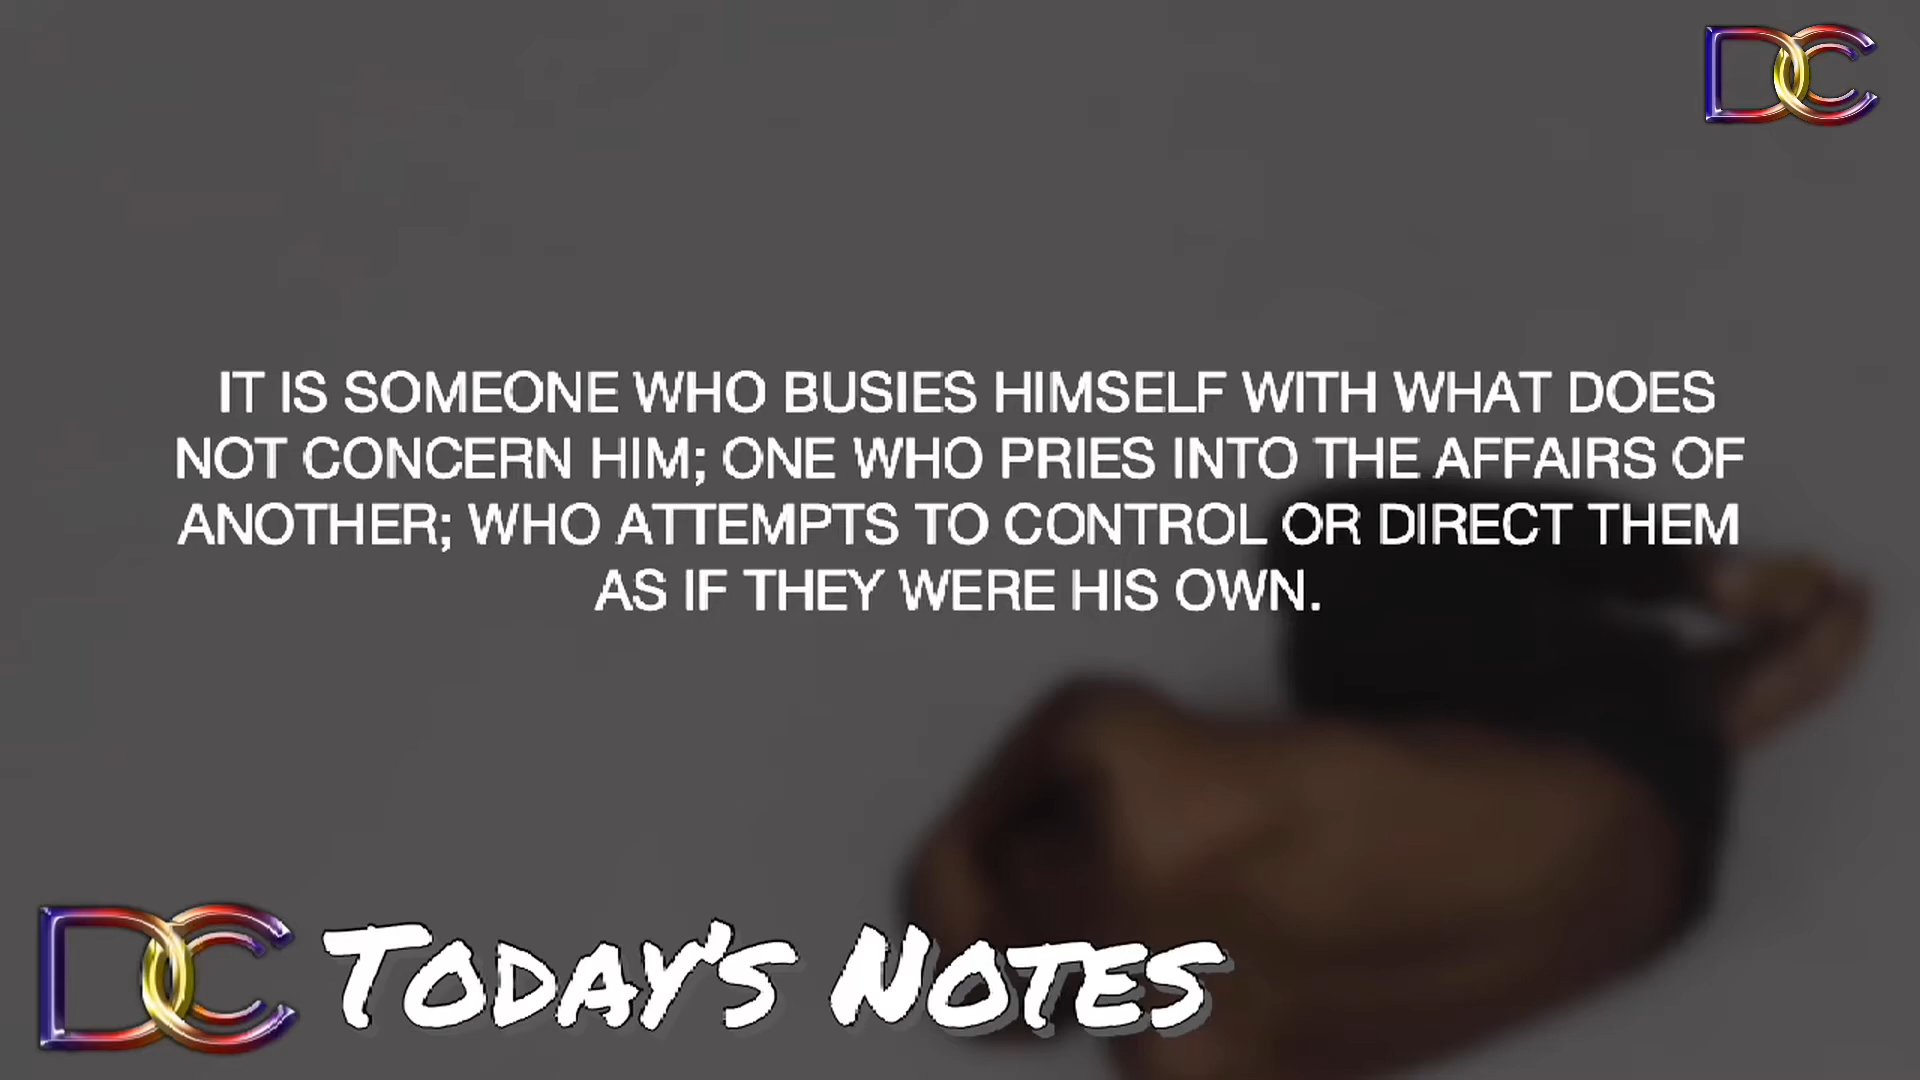 DC
IT IS SOMEONE WHO BUSIES HIMSELF WITH WHAT DOES
NOT CONCERN HIM; ONE WHO PRIES INTO THE AFFAIRS OF
ANOTHER; WHO ATTEMPTS TO CONTROL OR DIRECT THEM
AS IF THEY WERE HIS OWN.
DC TODAY'S NOTES